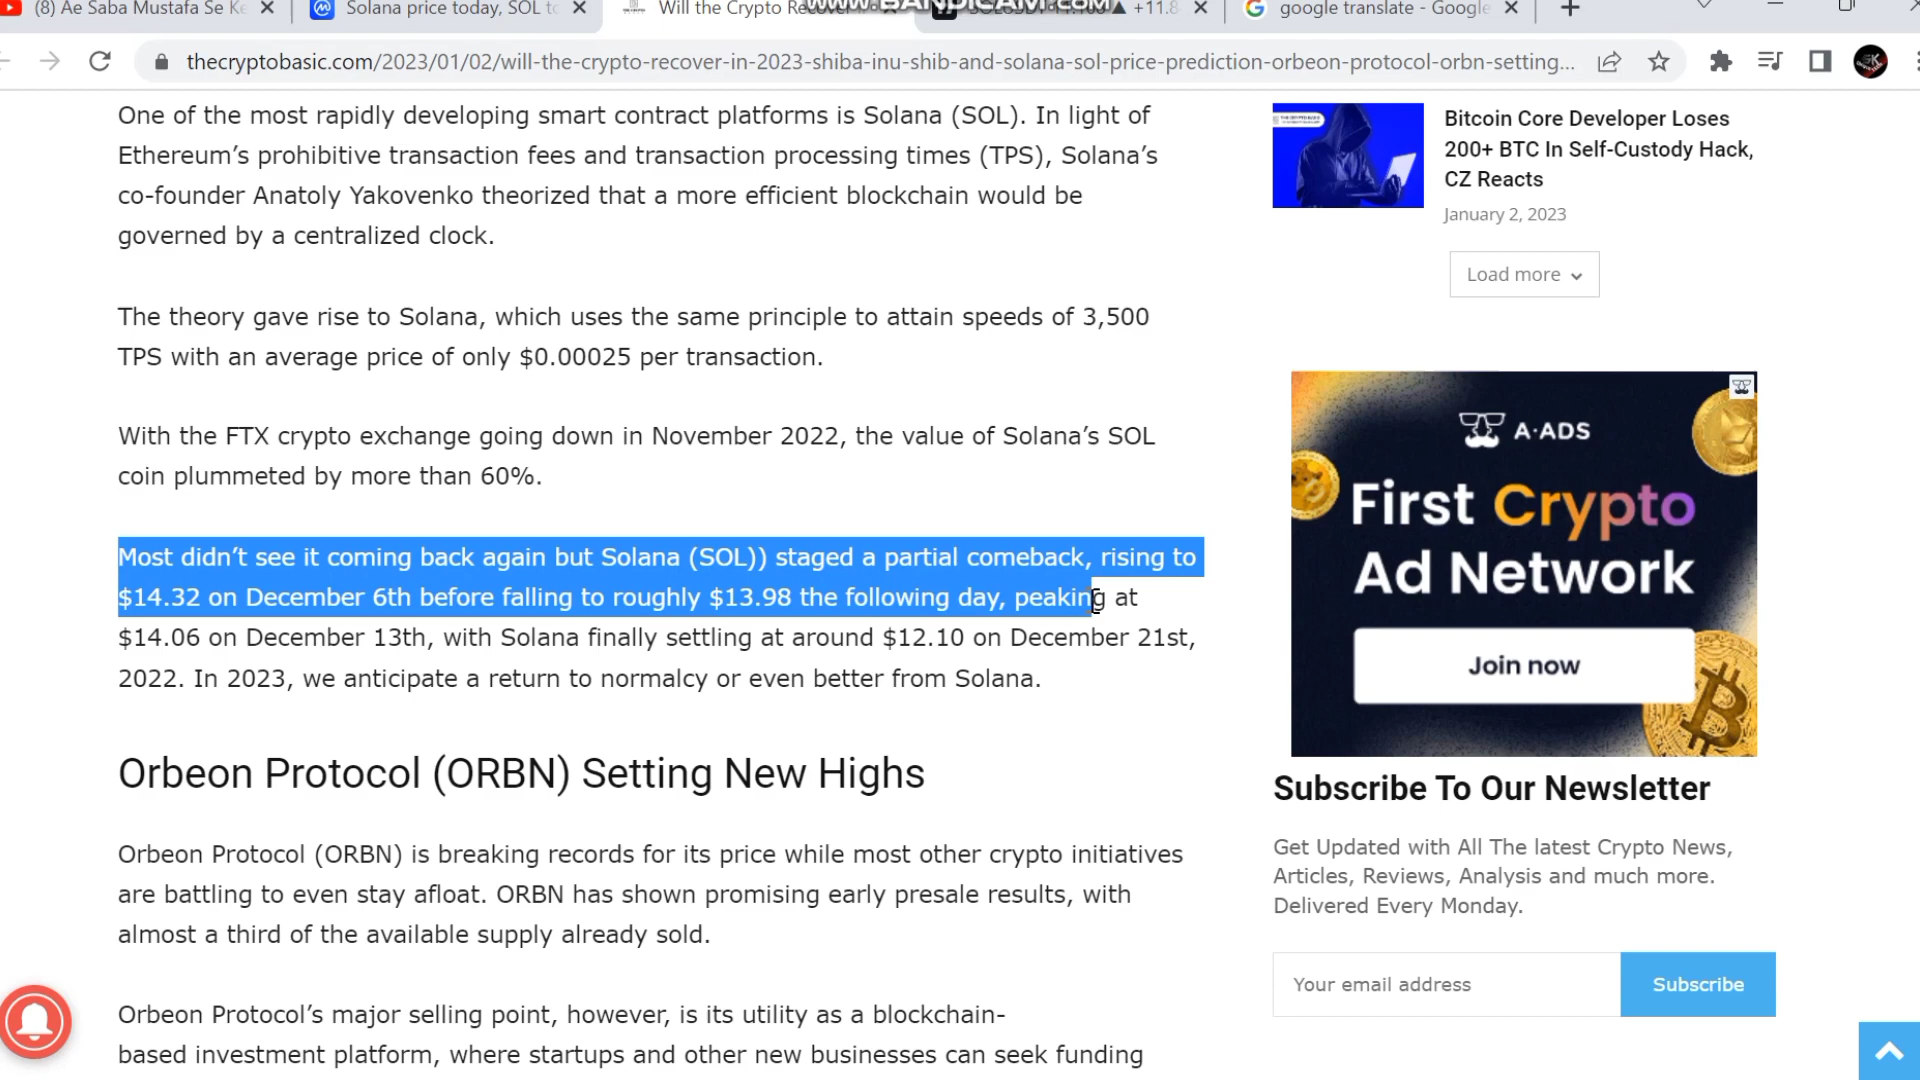 (8) Ae Saba Mustafa Se Ke
Solana price today, SOL to
Will the Crypto Recover
www.BANDICAM.com
+11.8
google translate - Google
thecryptobasic.com/2023/01/02/will-the-crypto-recover-in-2023-shiba-inu-shib-and-solana-sol-price-prediction-orbeon-protocol-orbn-setting...
One of the most rapidly developing smart contract platforms is Solana (SOL). In light of
Ethereum’s prohibitive transaction fees and transaction processing times (TPS), Solana’s
co-founder Anatoly Yakovenko theorized that a more efficient blockchain would be
governed by a centralized clock.
The theory gave rise to Solana, which uses the same principle to attain speeds of 3,500
TPS with an average price of only $0.00025 per transaction.
With the FTX crypto exchange going down in November 2022, the value of Solana’s SOL
coin plummeted by more than 60%.
Most didn’t see it coming back again but Solana (SOL)) staged a partial comeback, rising to
$14.32 on December 6th before falling to roughly $13.98 the following day, peaking at
$14.06 on December 13th, with Solana finally settling at around $12.10 on December 21st,
2022. In 2023, we anticipate a return to normalcy or even better from Solana.
Orbeon Protocol (ORBN) Setting New Highs
Orbeon Protocol (ORBN) is breaking records for its price while most other crypto initiatives
are battling to even stay afloat. ORBN has shown promising early presale results, with
almost a third of the available supply already sold.
Orbeon Protocol’s major selling point, however, is its utility as a blockchain-
based investment platform, where startups and other new businesses can seek funding
Bitcoin Core Developer Loses
200+ BTC In Self-Custody Hack,
CZ Reacts
January 2, 2023
Load more
A-ADS
First Crypto
Ad Network
Join now
Subscribe To Our Newsletter
Get Updated with All The latest Crypto News,
Articles, Reviews, Analysis and much more.
Delivered Every Monday.
Your email address
Subscribe